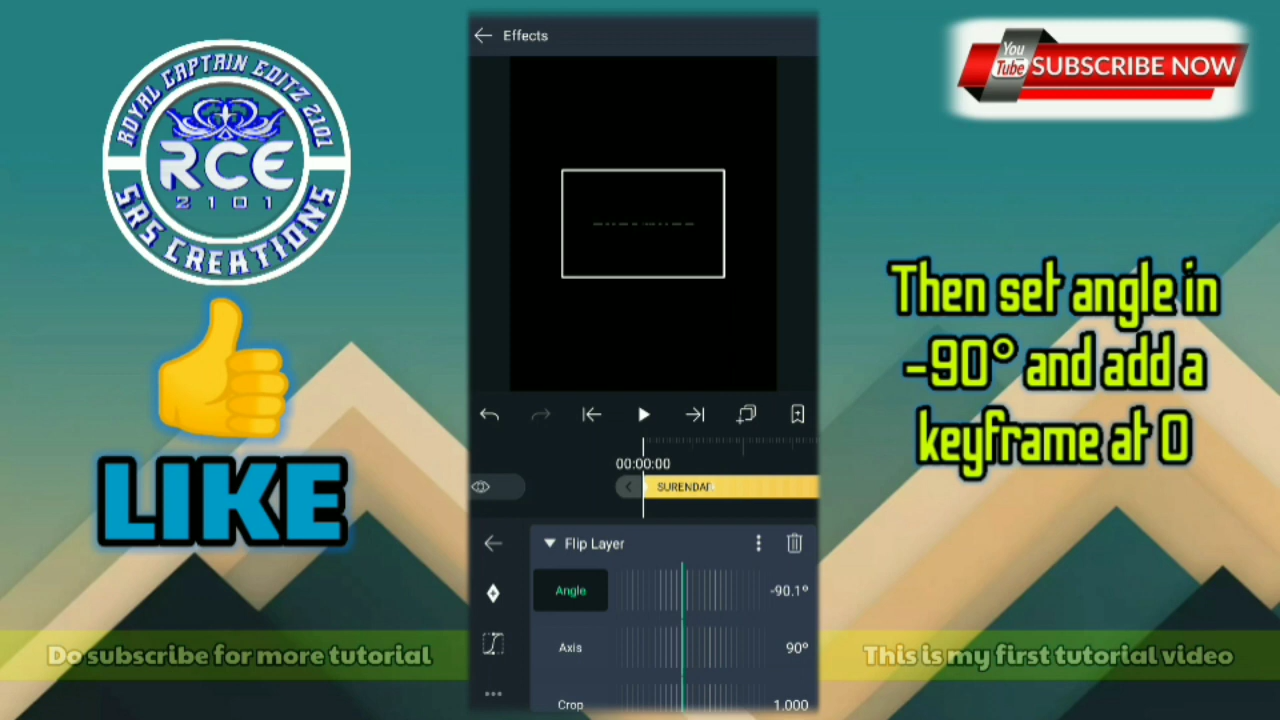 ROYAL CAPTAIN EDITZ 2101
RCE
2101
SRS CREATIONS
LIKE
Do subscribe for more tutorial
Effects
00:00:00
Flip Layer
Angle
-90.1°
Axis
90°
Crop
1.000
You
Tube
SUBSCRIBE NOW
Then set angle in
-90° and add a
keyframe at 0
This is my first tutorial video